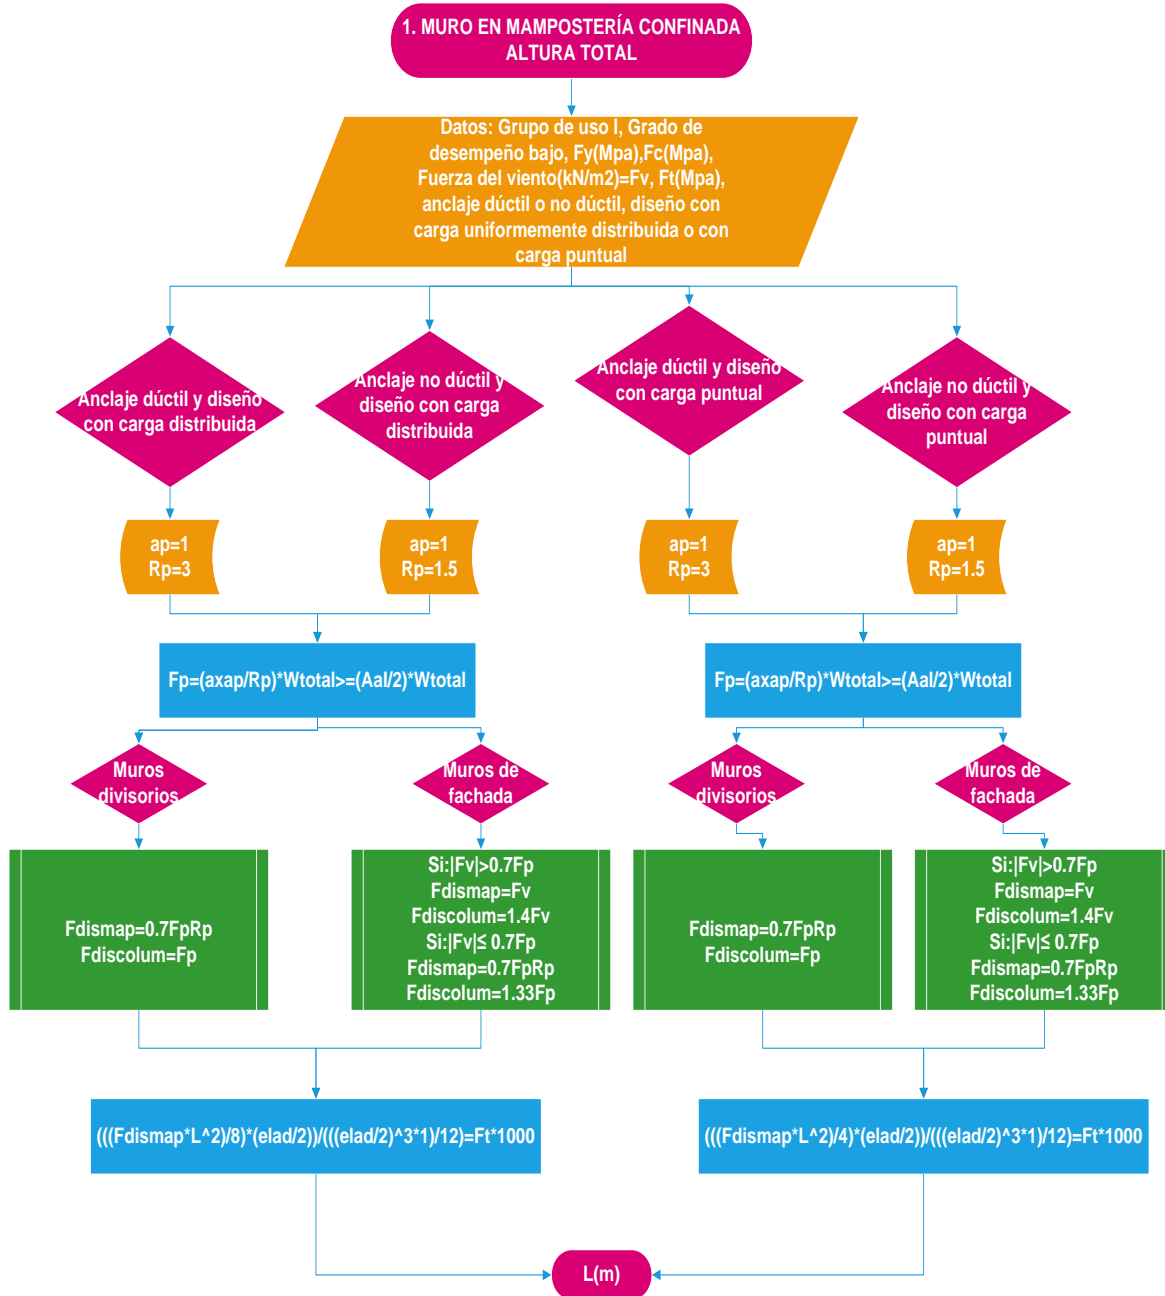 1. MURO EN MAMPOSTERÍA CONFINADA
ALTURA TOTAL
Datos: Grupo de uso I, Grado de
desempeño bajo, Fy(Mpa),Fc(Mpa),
Fuerza del viento(kN/m2)=Fv, Ft(Mpa),
anclaje dúctil o no dúctil, diseño con
carga uniformemente distribuida o con
carga puntual
Anclaje dúctil y diseño
con carga distribuida
Anclaje no dúctil y
diseño con carga
distribuida
Anclaje dúctil y diseño
con carga puntual
Anclaje no dúctil y
diseño con carga
puntual
ap=1
Rp=3
ap=1
Rp=1.5
ap=1
Rp=3
ap=1
Rp=1.5
Fp=(axap/Rp)*Wtotal>=(AaI/2)*Wtotal
Fp=(axap/Rp)*Wtotal>=(AaI/2)*Wtotal
Muros
divisorios
Muros de
fachada
Muros
divisorios
Muros de
fachada
Fdismap=0.7FpRp
Fdiscolum=Fp
Si:|Fv|>0.7Fp
Fdismap=Fv
Fdiscolum=1.4Fv
Si:|Fv|≤ 0.7Fp
Fdismap=0.7FpRp
Fdiscolum=1.33Fp
Fdismap=0.7FpRp
Fdiscolum=Fp
Si:|Fv|>0.7Fp
Fdismap=Fv
Fdiscolum=1.4Fv
Si:|Fv|≤ 0.7Fp
Fdismap=0.7FpRp
Fdiscolum=1.33Fp
(((Fdismap*L^2)/8)*(elad/2))/(((elad/2)^3*1)/12)=Ft*1000
(((Fdismap*L^2)/4)*(elad/2))/(((elad/2)^3*1)/12)=Ft*1000
L(m)